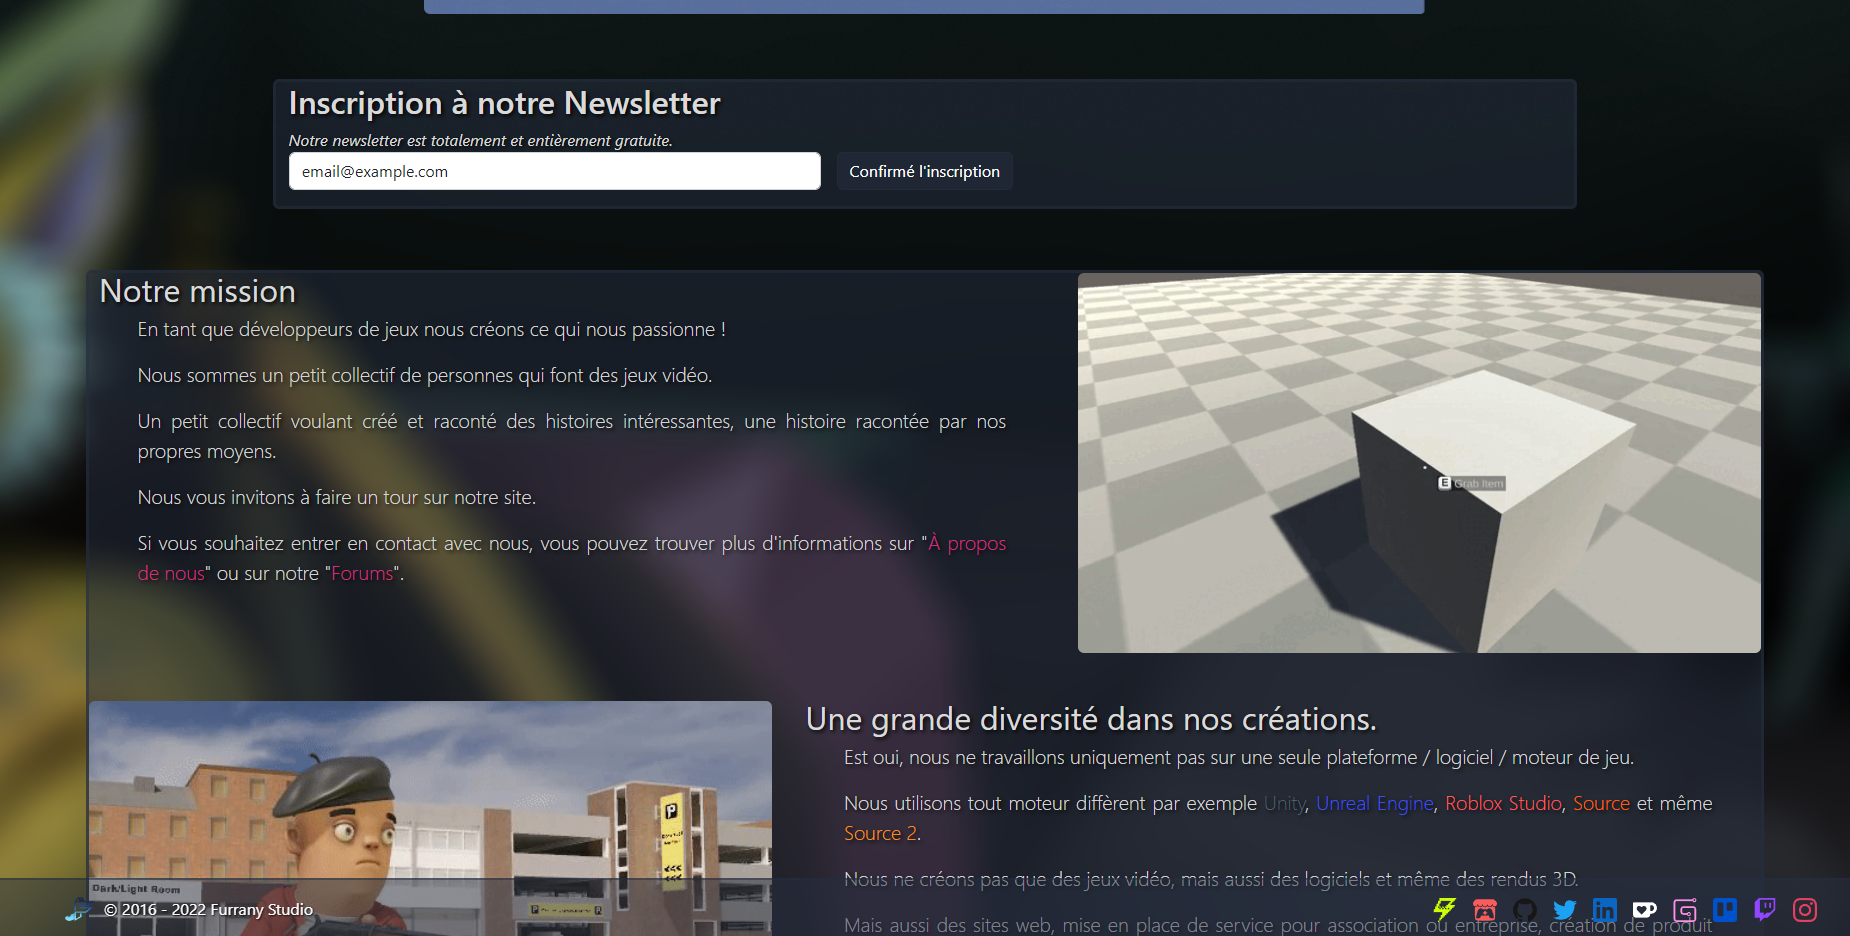 Inscription à notre Newsletter
Notre newsletter est totalement et entièrement gratuite.
email@example.com
Confirmé l'inscription
Notre mission
En tant que développeurs de jeux nous créons ce qui nous passionne !
Nous sommes un petit collectif de personnes qui font des jeux vidéo.
Un petit collectif voulant créé et raconté des histoires intéressantes, une histoire racontée par nos
propres moyens.
Nous vous invitons à faire un tour sur notre site.
Si vous souhaitez entrer en contact avec nous, vous pouvez trouver plus d'informations sur "À propos
de nous" ou sur notre "Forums".
E Grab Item
Une grande diversité dans nos créations.
Est oui, nous ne travaillons uniquement pas sur une seule plateforme / logiciel / moteur de jeu.
Nous utilisons tout moteur diffèrent par exemple Unity, Unreal Engine, Roblox Studio, Source et même
Source 2.
Nous ne créons pas que des jeux vidéo, mais aussi des logiciels et même des rendus 3D.
Mais aussi des sites web, mise en place de service pour association ou entreprise, création de produit
P
Dark/Light Room
© 2016 - 2022 Furrany Studio